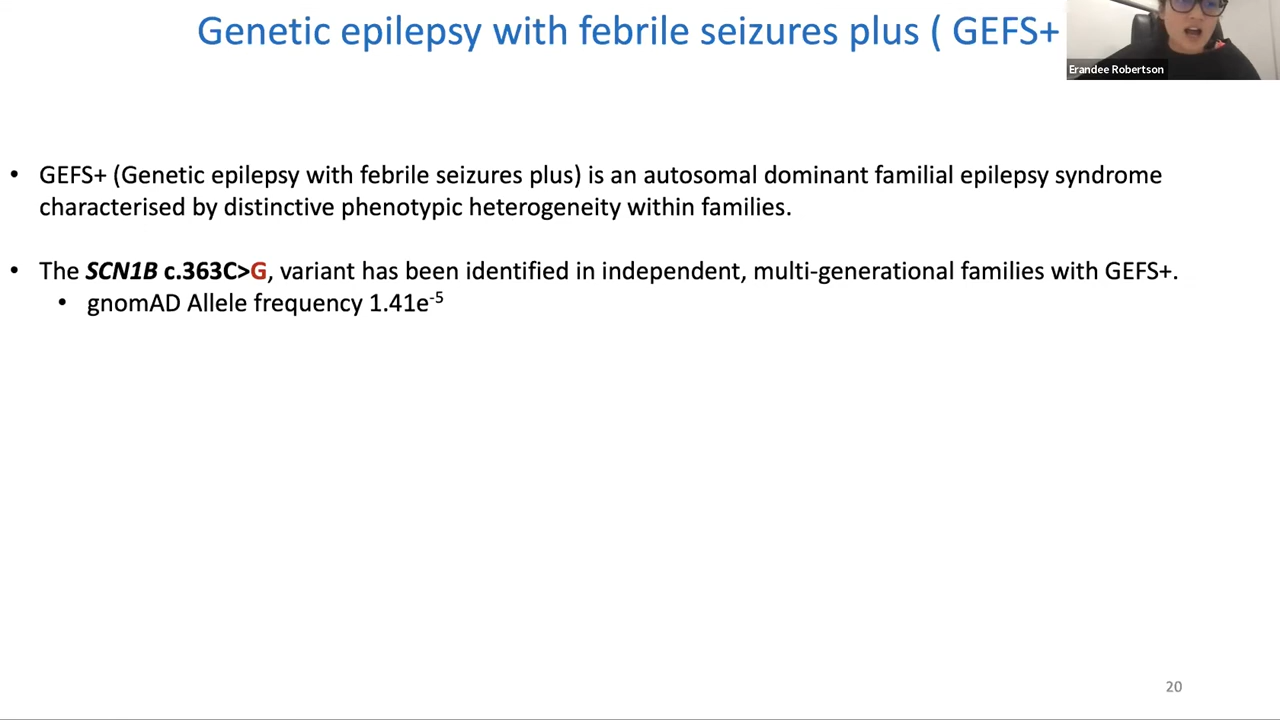 Genetic epilepsy with febrile seizures plus ( GEFS+
Erandee Robertson
• GEFS+ (Genetic epilepsy with febrile seizures plus) is an autosomal dominant familial epilepsy syndrome
characterised by distinctive phenotypic heterogeneity within families.
• The SCN1B c.363C>G, variant has been identified in independent, multi-generational families with GEFS+.
• gnomAD Allele frequency 1.41e⁻⁵
20